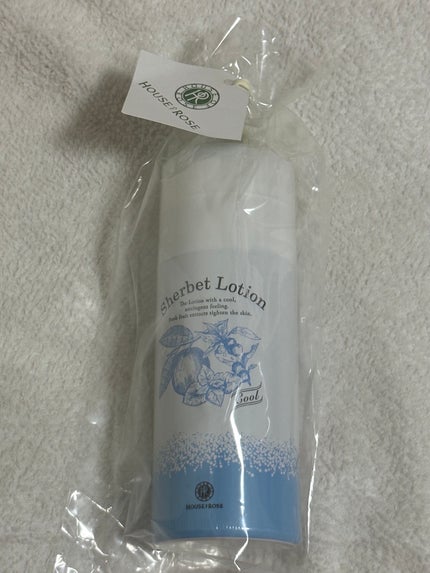 HOUSE OF ROSE
Sherbet Lotion
The Lotion with a cool,
astringent feeling.
Fresh fruit extracts tighten the skin.
Cool
HOUSE OF ROSE